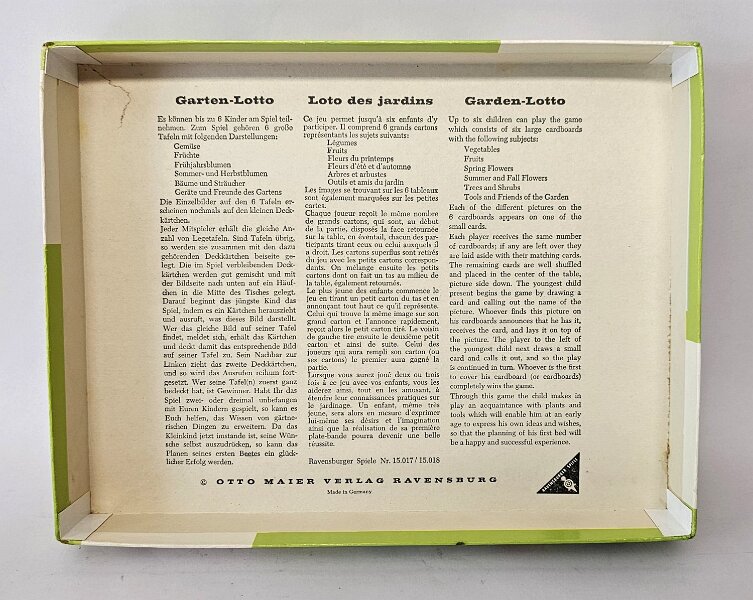 Garten-Lotto
Es können bis zu 6 Kinder am Spiel teil-
nehmen. Zum Spiel gehören 6 große
Tafeln mit folgenden Darstellungen:
Gemüse
Früchte
Frühjahrsblumen
Sommer- und Herbstblumen
Bäume und Sträucher
Geräte und Freunde des Gartens
Die Einzelbilder auf den 6 Tafeln er-
scheinen nochmals auf den kleinen Deck-
kärtchen.
Jeder Mitspieler erhält die gleiche An-
zahl von Legetafeln. Sind Tafeln übrig,
so werden sie zusammen mit den dazu
gehörenden Deckkärtchen beiseite ge-
legt. Die im Spiel verbleibenden Deck-
kärtchen werden gut gemischt und mit
der Bildseite nach unten auf ein Häuf-
chen in die Mitte des Tisches gelegt.
Darauf beginnt das jüngste Kind das
Spiel, indem es ein Kärtchen herauszieht
und ausruft, was dieses Bild darstellt.
Wer das gleiche Bild auf seiner Tafel
findet, meldet sich, erhält das Kärtchen
und deckt damit das entsprechende Bild
auf seiner Tafel zu. Sein Nachbar zur
Linken zieht das zweite Deckkärtchen,
und so wird das Ausrufen reihum fort-
gesetzt. Wer seine Tafel(n) zuerst ganz
bedeckt hat, ist Gewinner. Habt Ihr das
Spiel zwei- oder dreimal unbefangen
mit Euren Kindern gespielt, so kann es
Euch helfen, das Wissen von gärtne-
rischen Dingen zu erweitern. Da das
Kleinkind jetzt imstande ist, seine Wün-
sche selbst auszudrücken, so kann das
Planen seines ersten Beetes ein glück-
licher Erfolg werden.
Loto des jardins
Ce jeu permet jusqu'à six enfants d'y
participer. Il comprend 6 grands cartons
représentants les sujets suivants:
Légumes
Fruits
Fleurs du printemps
Fleurs d'été et d'automne
Arbres et arbustes
Outils et amis du jardin
Les images se trouvant sur les 6 tableaux
sont également marquées sur les petites
cartes.
Chaque joueur reçoit le même nombre
de grands cartons, qui sont, au début
de la partie, disposés la face retournée
sur la table, en éventail, chacun des par-
ticipants tirant ceux ou celui auxquels il
a droit. Les cartons superflus sont retirés
du jeu avec les petits cartons correspon-
dants. On mélange ensuite les petits
cartons dont on fait un tas au milieu de
la table, également retournés.
Le plus jeune des enfants commence le
jeu en tirant un petit carton du tas et en
annonçant tout haut ce qu'il représente.
Celui qui trouve la même image sur son
grand carton et l'annonce rapidement,
reçoit alors le petit carton tiré. Le voisin
de gauche tire ensuite le deuxième petit
carton et ainsi de suite. Celui des
joueurs qui aura rempli son carton (ou
ses cartons) le premier aura gagné la
partie.
Lorsque vous aurez joué deux ou trois
fois à ce jeu avec vos enfants, vous les
aiderez ainsi, tout en les amusant, à
étendre leur connaissances pratiques sur
le jardinage. Un enfant, même très
jeune, sera alors en mesure d'exprimer
lui-même ses désirs et l'imagination
ainsi que la réalisation de sa première
plate-bande pourra devenir une belle
réussite.
Ravensburger Spiele Nr. 15.017/15.018
Garden-Lotto
Up to six children can play the game
which consists of six large cardboards
with the following subjects:
Vegetables
Fruits
Spring Flowers
Summer and Fall Flowers
Trees and Shrubs
Tools and Friends of the Garden
Each of the different pictures on the
6 cardboards appears on one of the
small cards.
Each player receives the same number
of cardboards; if any are left over they
are laid aside with their matching cards.
The remaining cards are well shuffled
and placed in the center of the table,
picture side down. The youngest child
present begins the game by drawing a
card and calling out the name of the
picture. Whoever finds this picture on
his cardboards announces that he has it,
receives the card, and lays it on top of
the picture. The player to the left of
the youngest child next draws a small
card and calls it out, and so the play
is continued in turn. Whoever is the first
to cover his cardboard (or cardboards)
completely wins the game.
Through this game the child makes in
play an acquaintance with plants and
tools which will enable him at an early
age to express his own ideas and wishes,
so that the planning of his first bed will
be a happy and successful experience.
© OTTO MAIER VERLAG RAVENSBURG
Made in Germany
RAVENSBURGER SPIELE